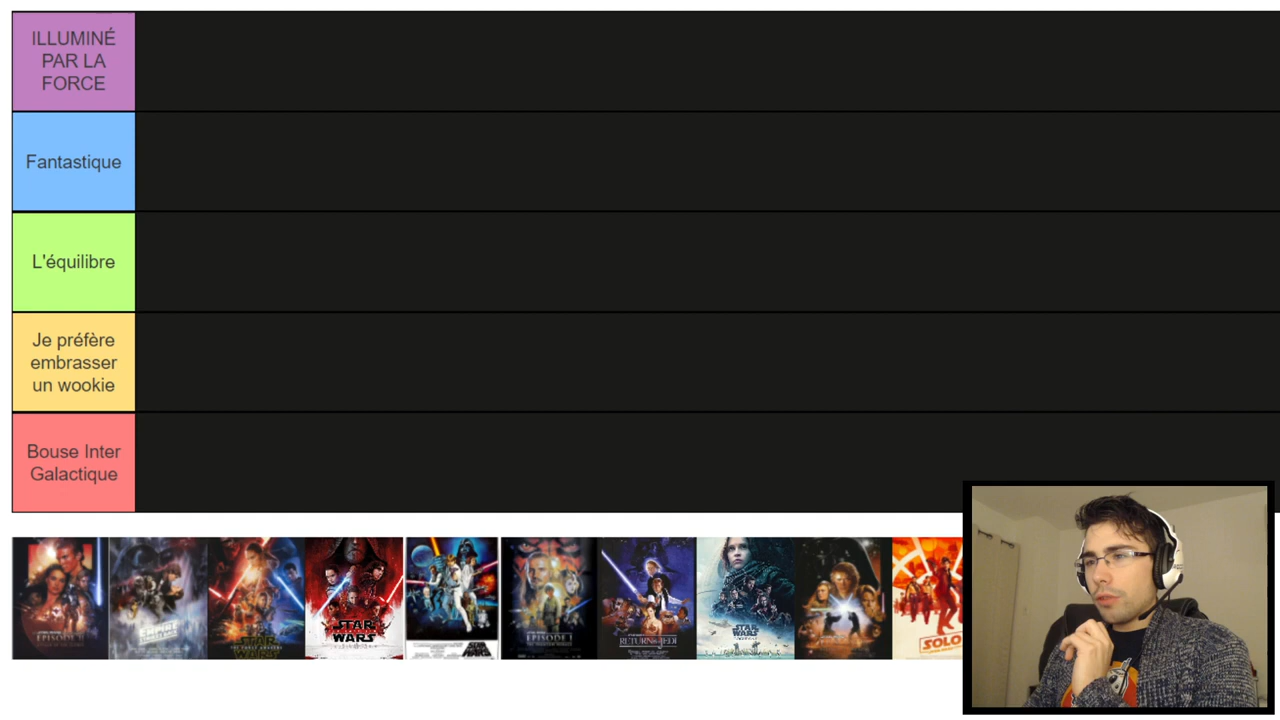 ILLUMINÉ
PAR LA
FORCE
Fantastique
L'équilibre
Je préfère
embrasser
un wookie
Bouse Inter
Galactique
EPISODE II
EMPIRE
STAR
WARS
STAR
WARS
EPISODE I
RETURN OF THE JEDI
STAR
WARS
SOLO